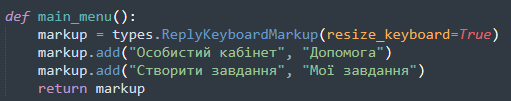 def main_menu():
    markup = types.ReplyKeyboardMarkup(resize_keyboard=True)
    markup.add("Особистий кабінет", "Допомога")
    markup.add("Створити завдання", "Мої завдання")
    return markup